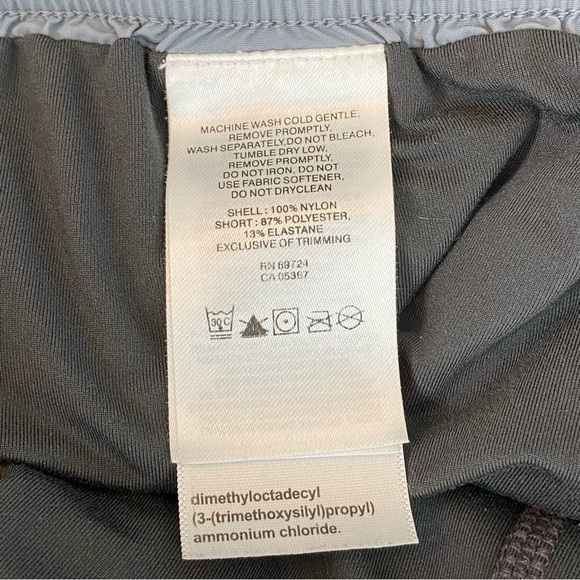 MACHINE WASH COLD GENTLE,
REMOVE PROMPTLY,
WASH SEPARATELY,DO NOT BLEACH,
TUMBLE DRY LOW,
REMOVE PROMPTLY,
DO NOT IRON, DO NOT
USE FABRIC SOFTENER,
DO NOT DRYCLEAN
SHELL : 100% NYLON
SHORT : 87% POLYESTER,
13% ELASTANE
EXCLUSIVE OF TRIMMING
RN 69724
CA 05367
30 C
dimethyloctadecyl
(3-(trimethoxysilyl)propyl)
ammonium chloride.